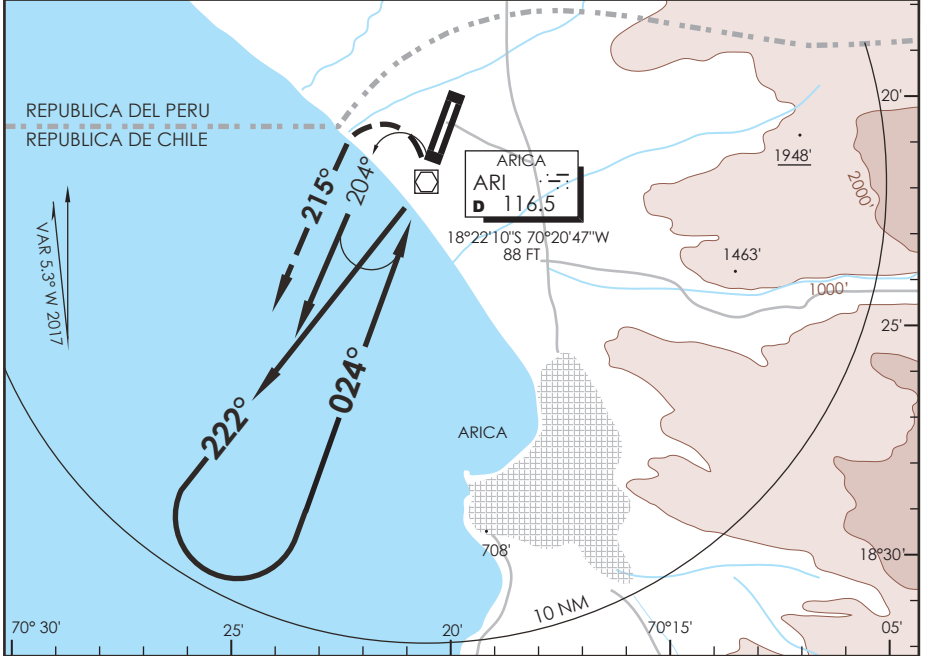 REPUBLICA DEL PERU
REPUBLICA DE CHILE
20'
ARICA
ARI
D 116.5
18°22'10"S 70°20'47"W
88 FT
1948'
2000'
1463'
1000'
215°
204°
VAR 5.3° W 2017
25'
024°
222°
ARICA
708'
18°30'
10 NM
70° 30'
25'
20'
70°15'
05'